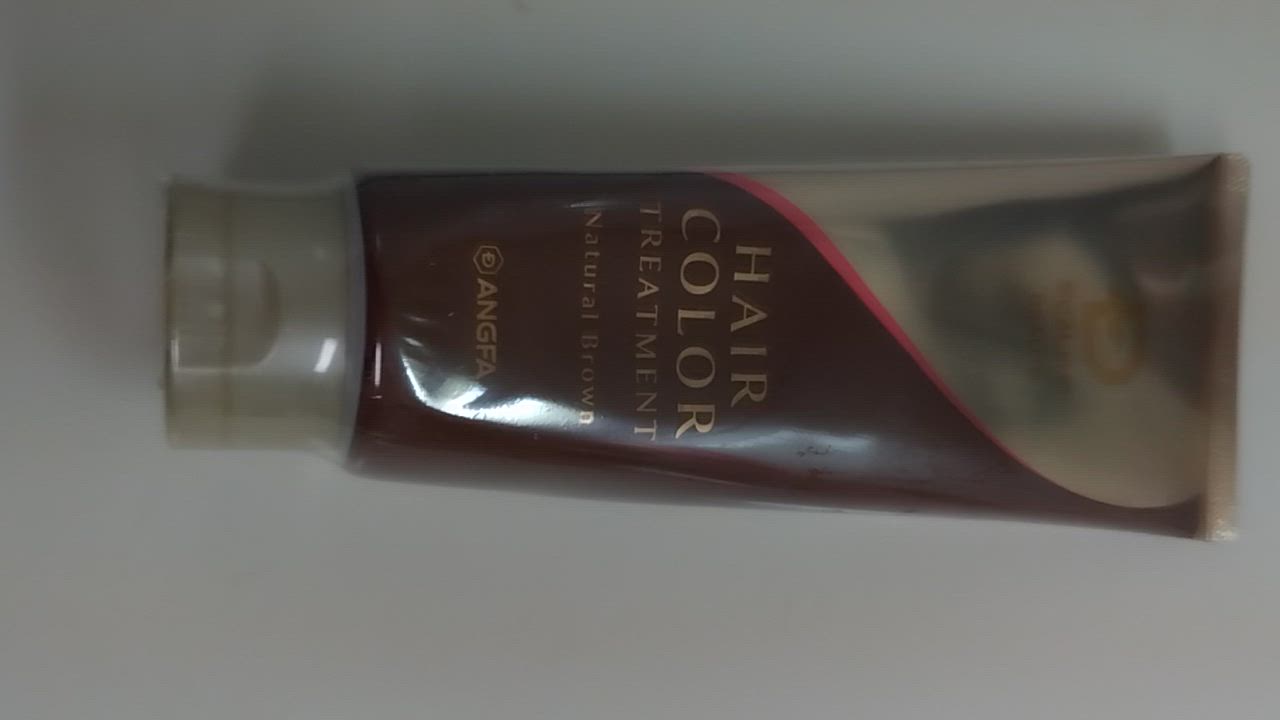 HAIR
COLOR
TREATMENT
Natural Brown
ANGFA